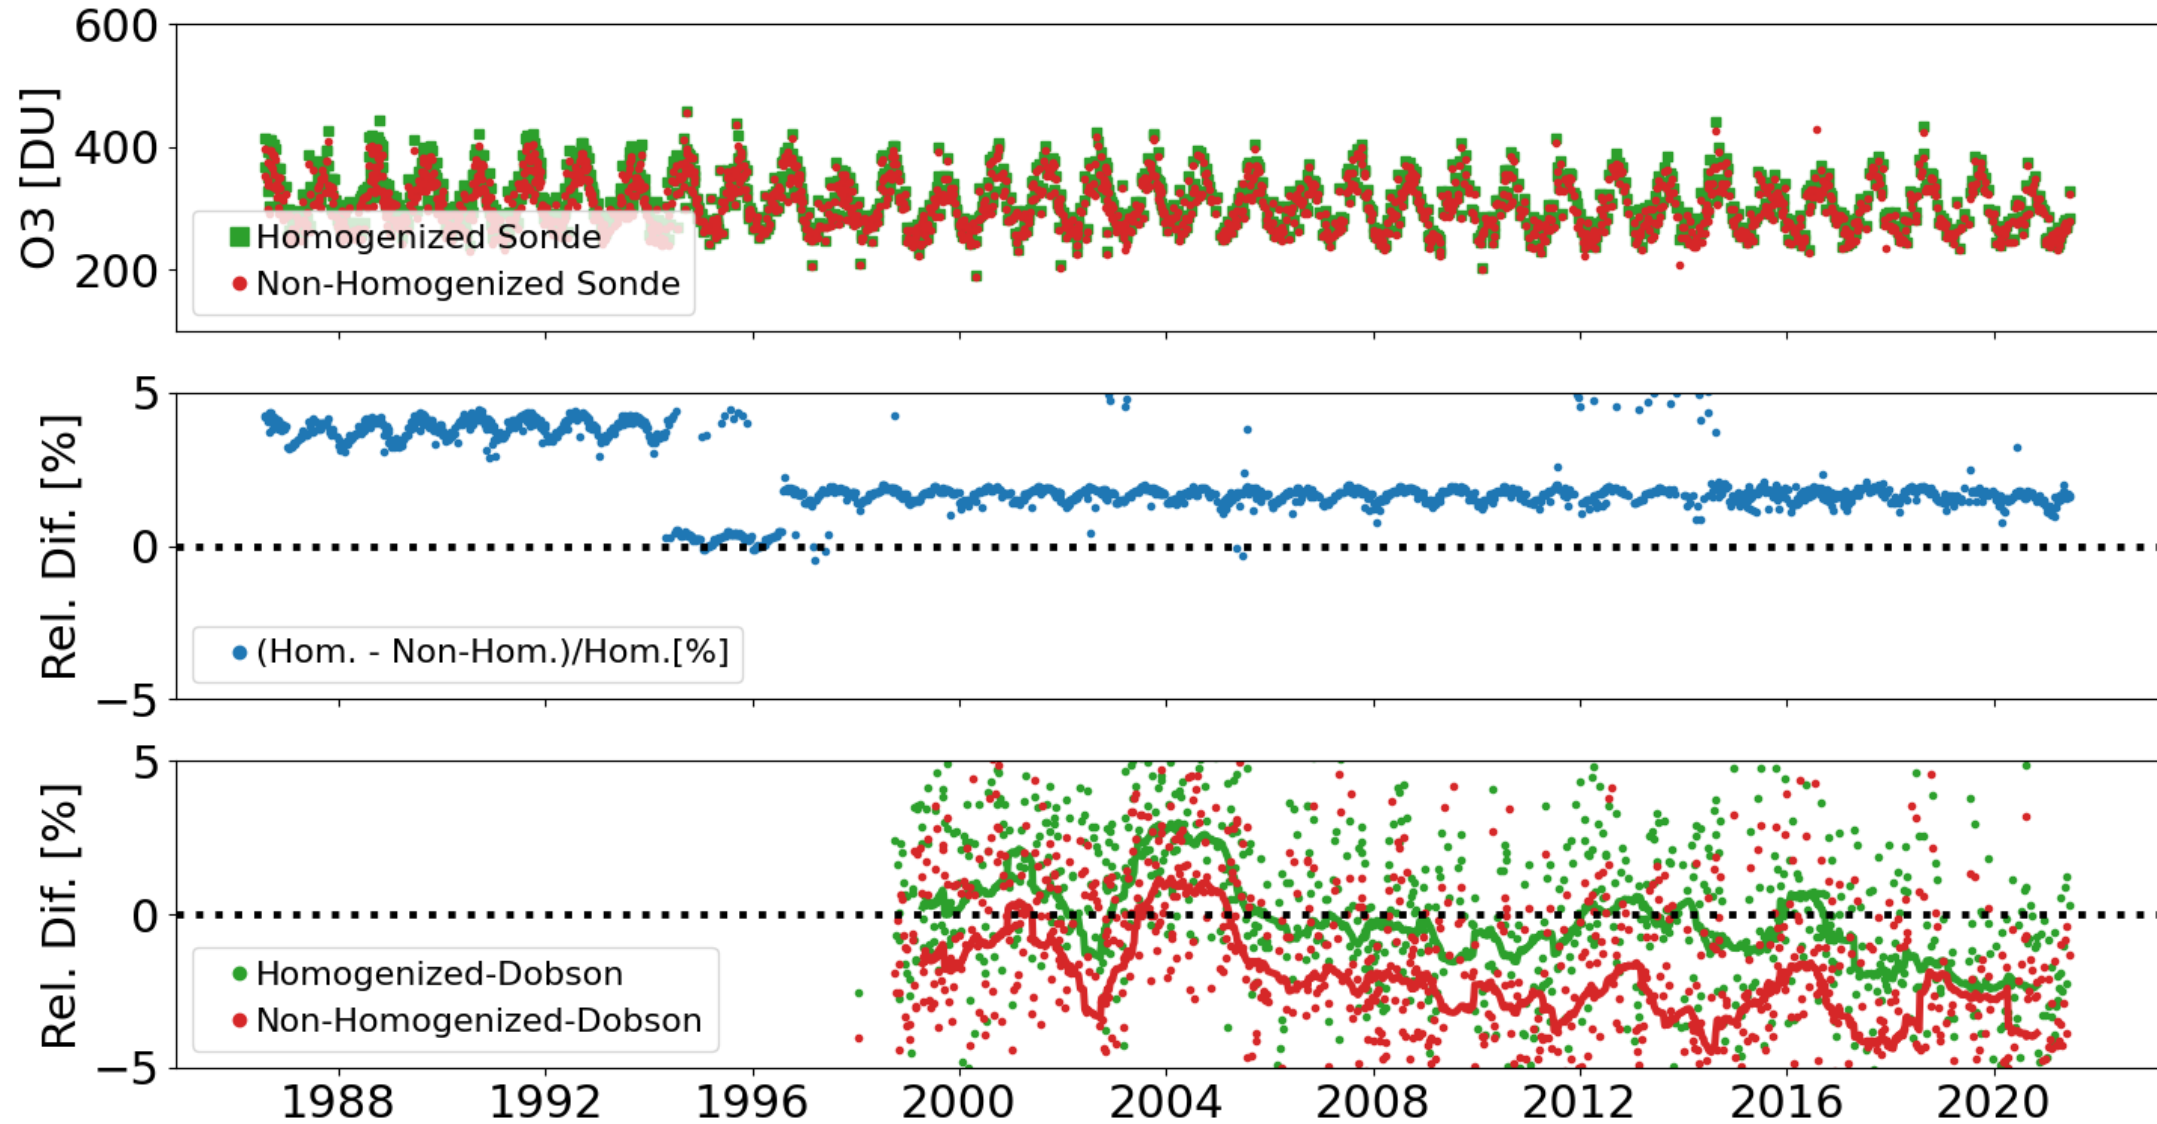 600
400
200
O3 [DU]
Homogenized Sonde
Non-Homogenized Sonde
5
0
−5
Rel. Dif. [%]
(Hom. - Non-Hom.)/Hom.[%]
5
0
−5
Rel. Dif. [%]
Homogenized-Dobson
Non-Homogenized-Dobson
1988 1992 1996 2000 2004 2008 2012 2016 2020